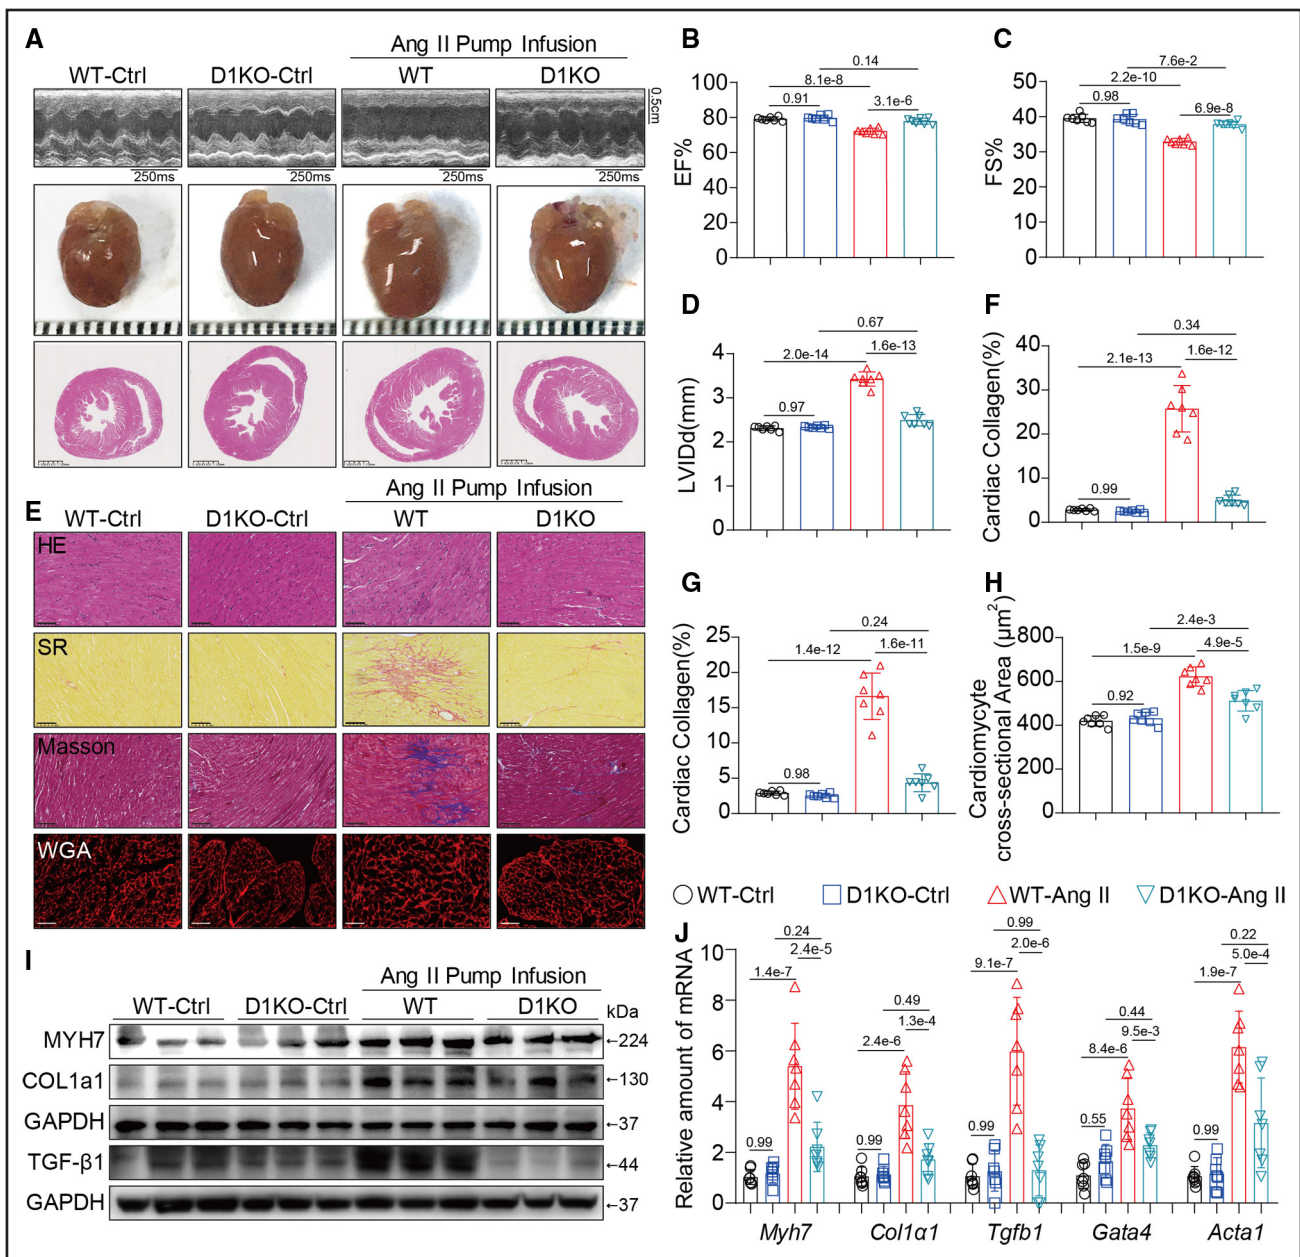 A
Ang II Pump Infusion
WT-Ctrl D1KO-Ctrl WT D1KO
0.5cm
250ms 250ms 250ms 250ms
B
0.14
8.1e-8
0.91 3.1e-6
EF%
100
80
60
40
20
0
C
7.6e-2
2.2e-10
0.98 6.9e-8
FS%
50
40
30
20
10
0
D
0.67
2.0e-14 1.6e-13
0.97
LVIDd(mm)
4
3
2
1
0
F
0.34
2.1e-13 1.6e-12
0.99
Cardiac Collagen(%)
40
30
20
10
0
E
Ang II Pump Infusion
WT-Ctrl D1KO-Ctrl WT D1KO
HE
SR
Masson
WGA
G
0.24
1.4e-12 1.6e-11
0.98
Cardiac Collagen(%)
25
20
15
10
5
0
H
2.4e-3
1.5e-9 4.9e-5
0.92
Cardiomyocyte
cross-sectional Area (µm²)
800
600
400
200
0
WT-Ctrl D1KO-Ctrl WT-Ang II D1KO-Ang II
I
Ang II Pump Infusion
WT-Ctrl D1KO-Ctrl WT D1KO kDa
MYH7 ←224
COL1a1 ←130
GAPDH ←37
TGF-β1 ←44
GAPDH ←37
J
Relative amount of mRNA
10
8
6
4
2
0
0.24
2.4e-5
1.4e-7
0.99
0.49
1.3e-4
2.4e-6
0.99
0.99
2.0e-6
9.1e-7
0.99
0.44
9.5e-3
8.4e-6
0.55
0.22
5.0e-4
1.9e-7
0.99
Myh7 Col1α1 Tgfb1 Gata4 Acta1